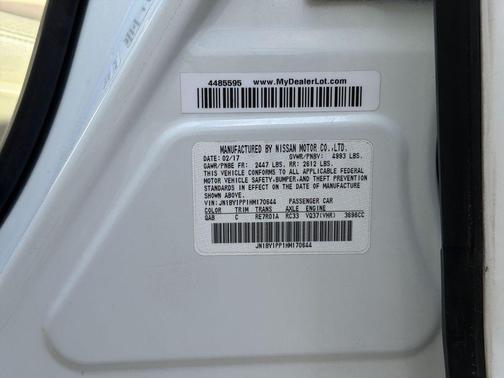 4485595 www.MyDealerLot.com
MANUFACTURED BY NISSAN MOTOR CO.,LTD.
DATE: 02/17 GVWR/PNBV: 4993 LBS.
GAWR/PNBE FR: 2447 LBS. RR: 2612 LBS.
THIS VEHICLE CONFORMS TO ALL APPLICABLE
FEDERAL MOTOR VEHICLE SAFETY,BUMPER,AND THEFT PREVENTION
STANDARDS IN EFFECT ON THE DATE OF
MANUFACTURE SHOWN ABOVE.
VIN: JN1BV1PP1HM170644 PASSENGER CAR
COLOR TRIM TRANS AXLE ENGINE
QAB C RE7R01A RC33 VQ37(VHR) 3696CC
JN1BV1PP1HM170644